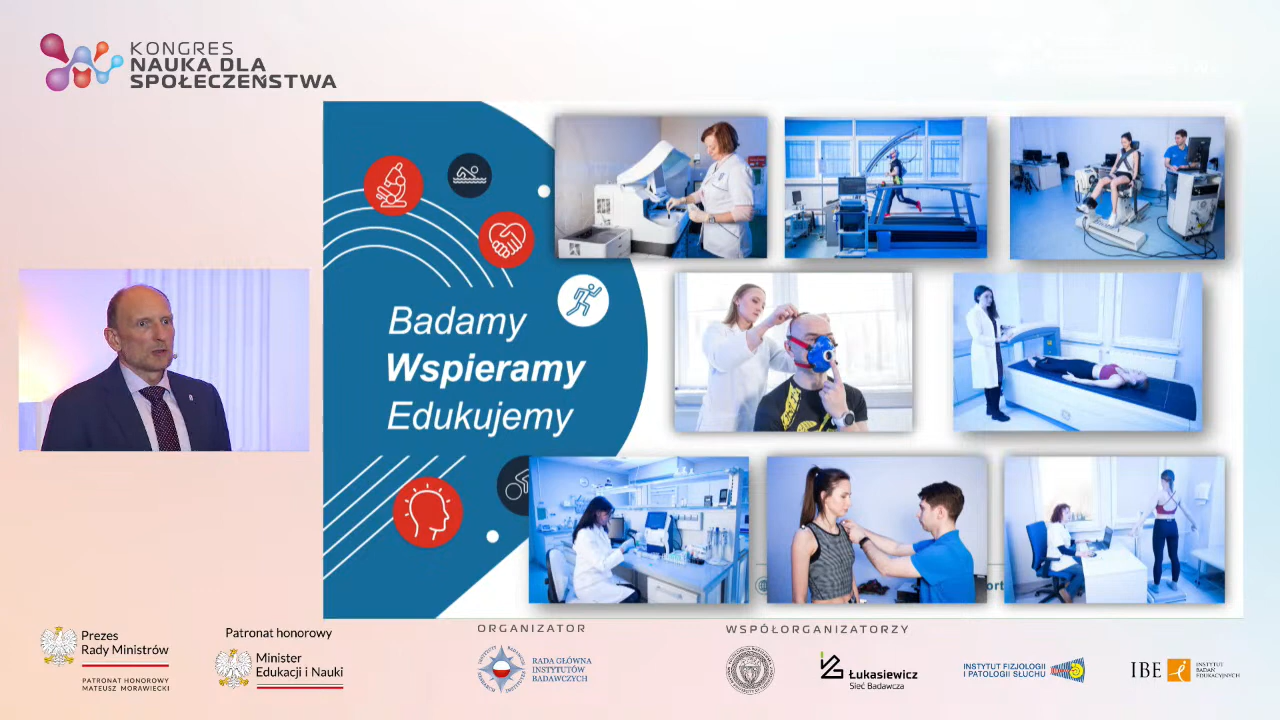 KONGRES
NAUKA DLA
SPOŁECZEŃSTWA
Badamy
Wspieramy
Edukujemy
ort
Prezes
Rady Ministrów
PATRONAT HONOROWY
MATEUSZ MORAWIECKI
Patronat honorowy
Minister
Edukacji i Nauki
ORGANIZATOR
RADA GŁÓWNA
INSTYTUTÓW
BADAWCZYCH
WSPÓŁORGANIZATORZY
Łukasiewicz
Sieć Badawcza
INSTYTUT FIZJOLOGII
I PATOLOGII SŁUCHU
IBE
INSTYTUT
BADAŃ
EDUKACYJNYCH